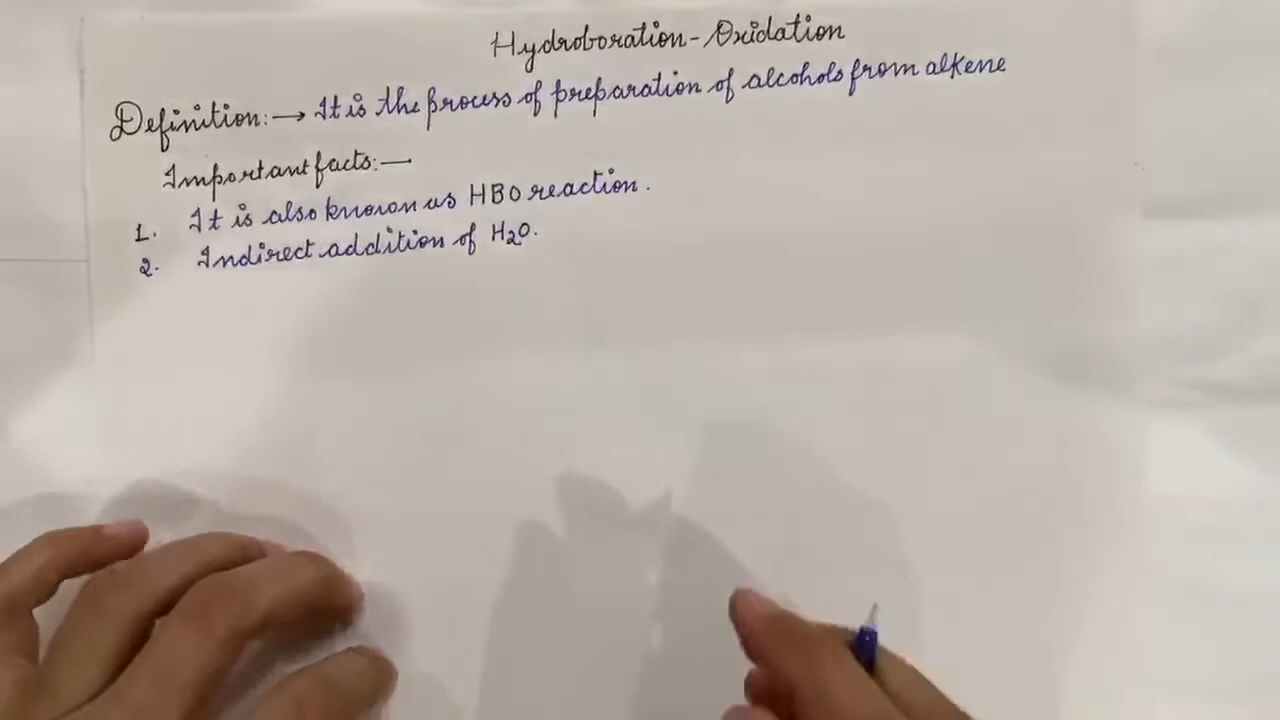 Hydroboration-Oxidation
Definition:→ It is the process of preparation of alcohols from alkene
Important facts:—
1. It is also known as HBO reaction.
2. Indirect addition of H₂O.